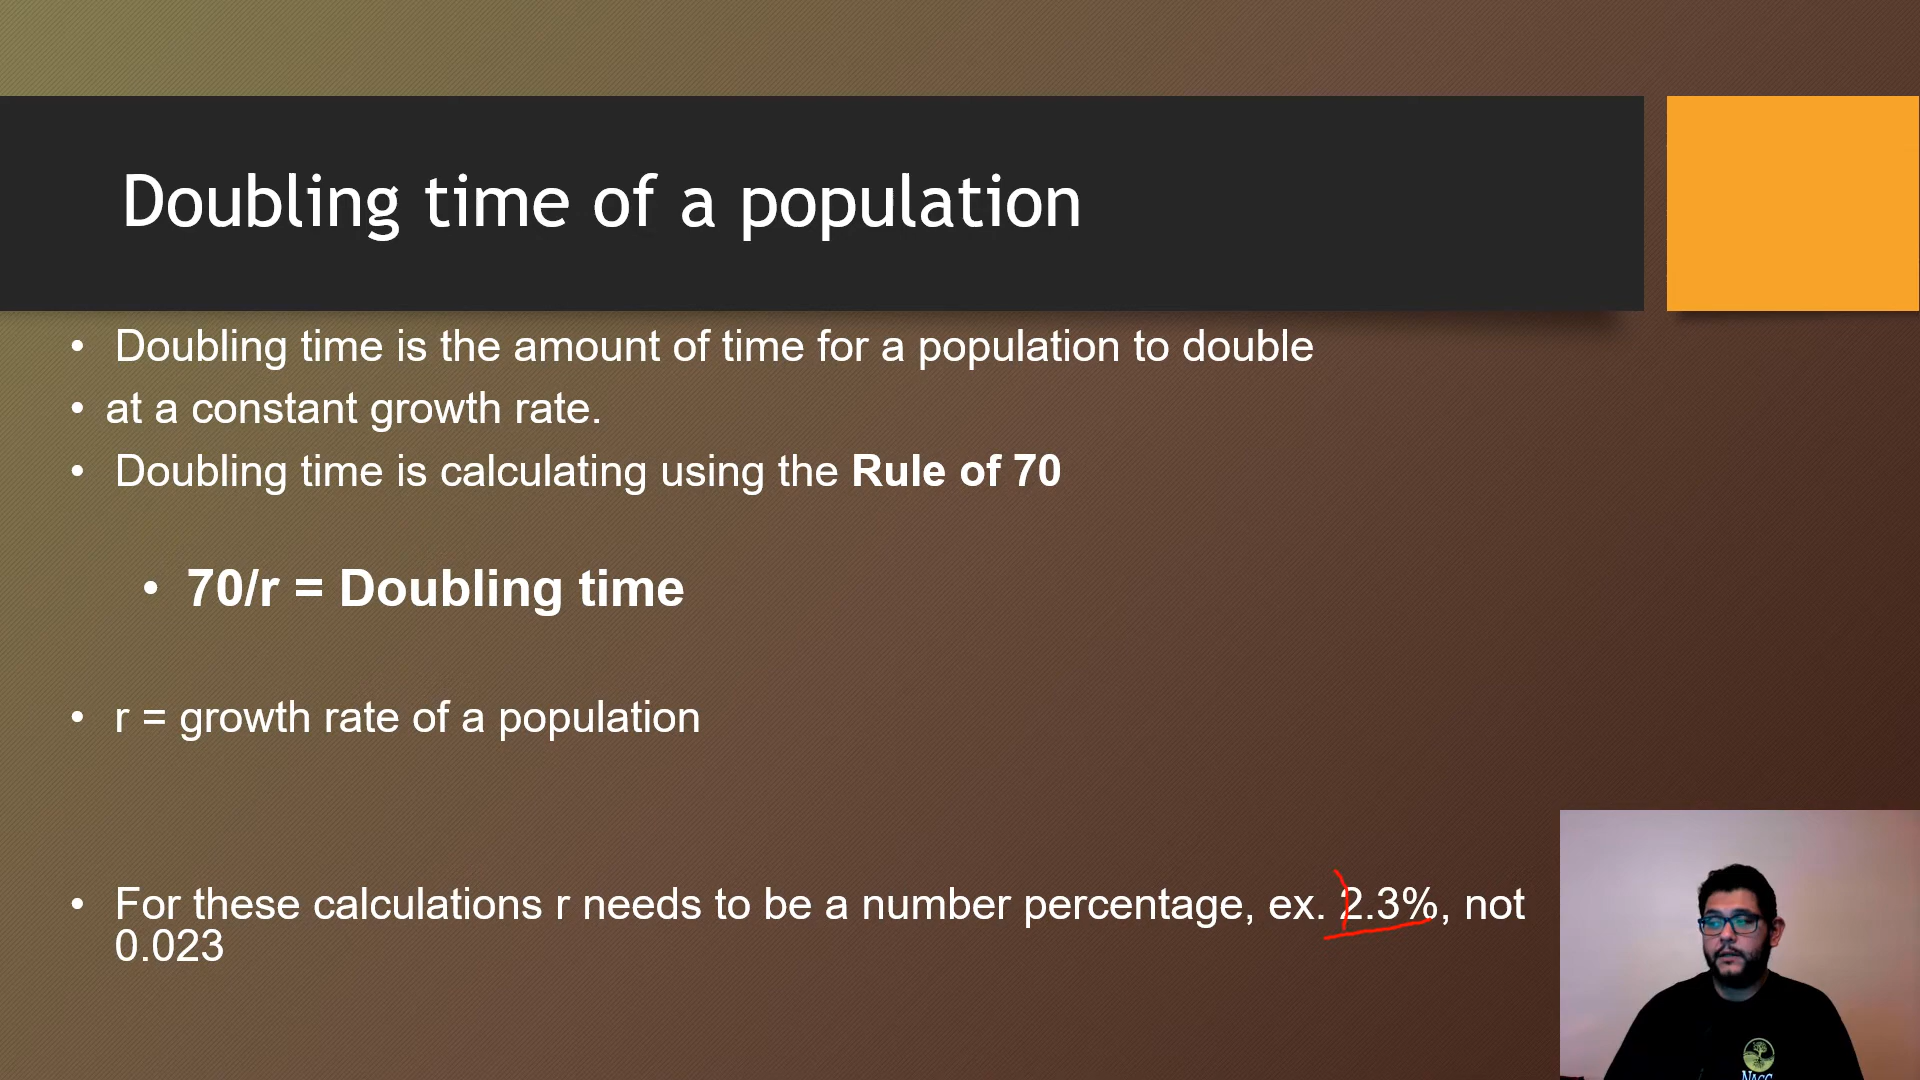 Doubling time of a population
• Doubling time is the amount of time for a population to double
• at a constant growth rate.
• Doubling time is calculating using the Rule of 70
• 70/r = Doubling time
• r = growth rate of a population
• For these calculations r needs to be a number percentage, ex. 2.3%, not
0.023
NACC